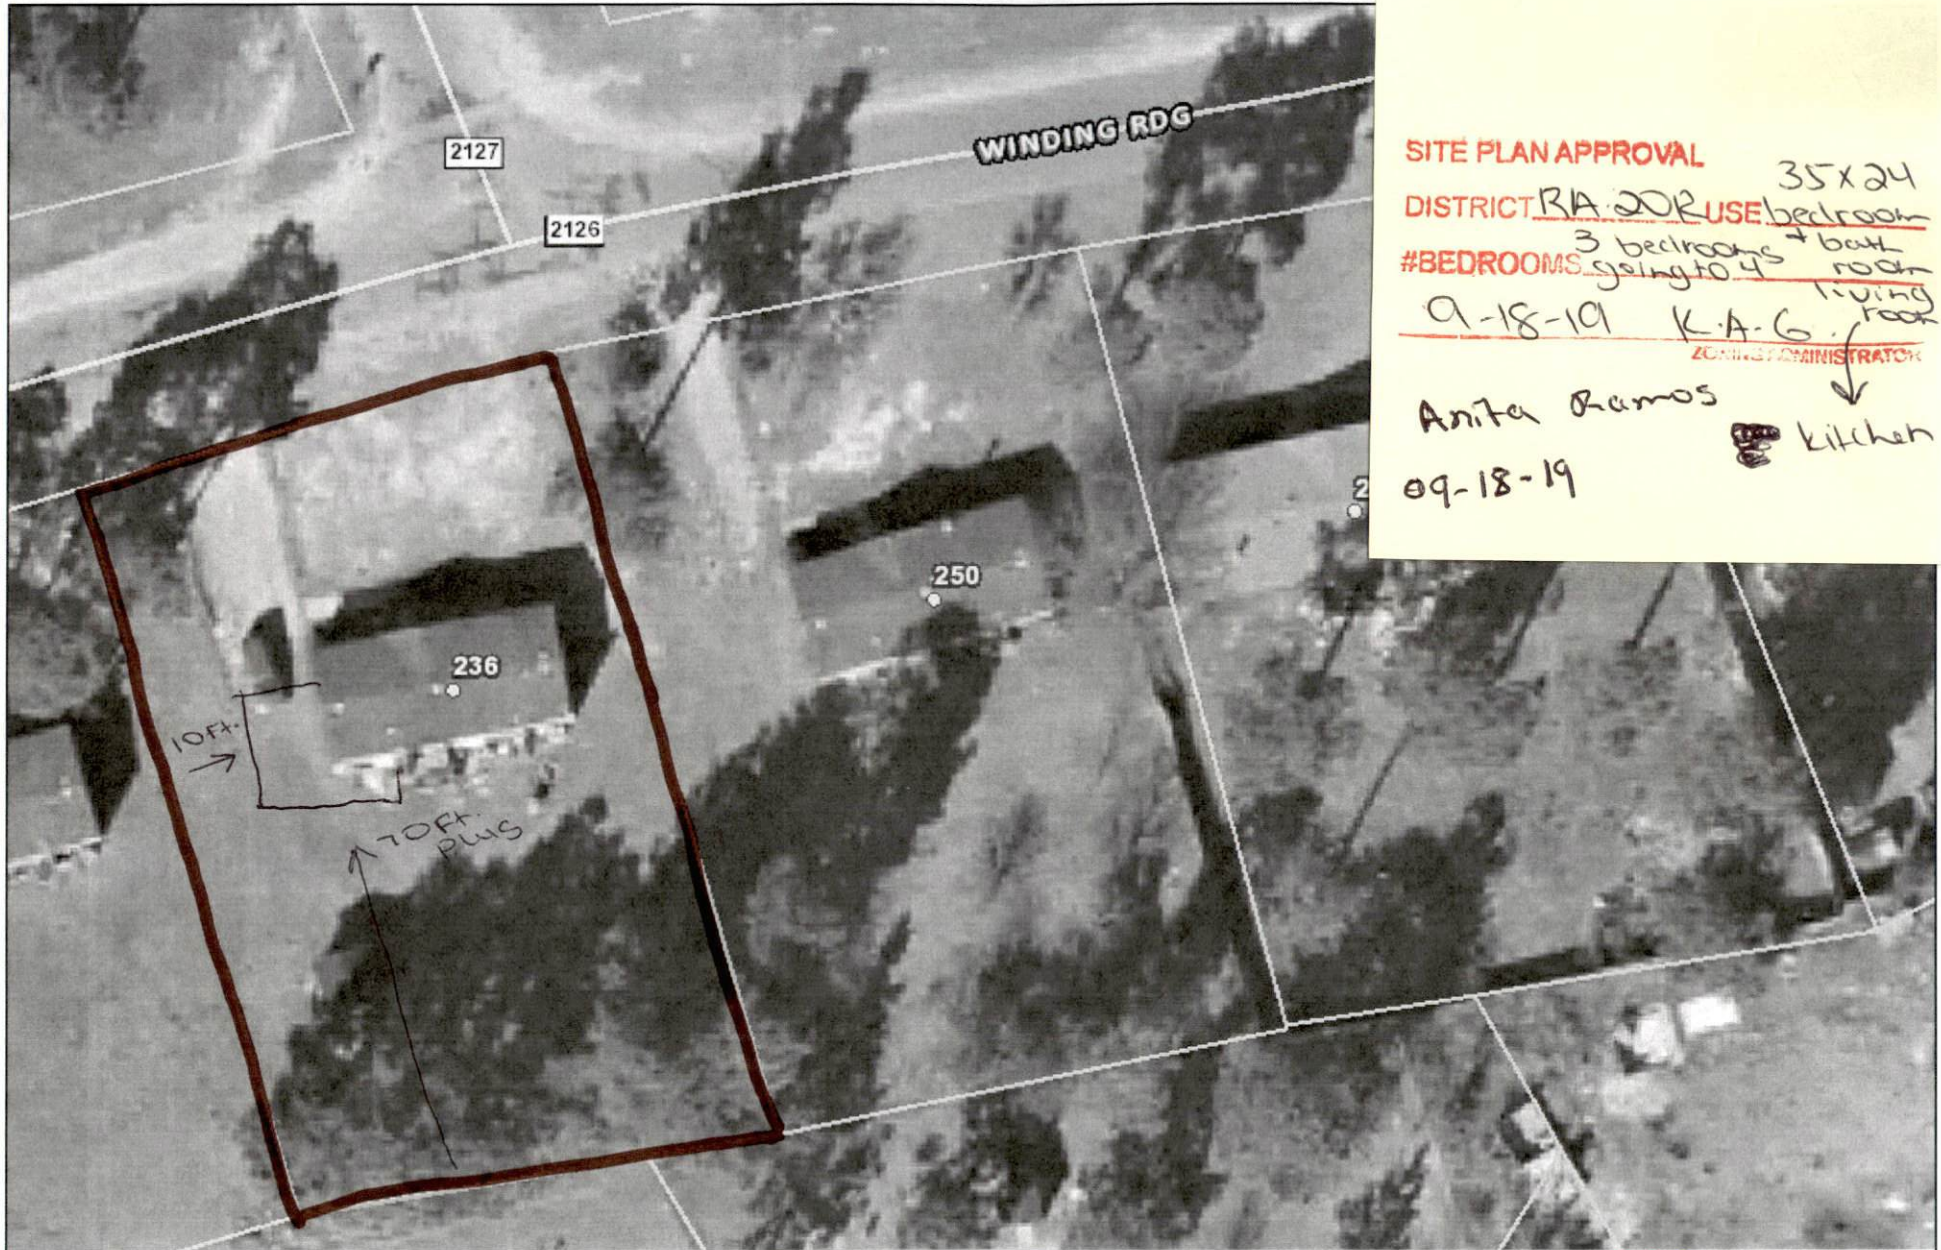 2127
WINDING RDG
2126
236
250
2
10Ft.
70Ft.
plus
SITE PLAN APPROVAL
35x24
DISTRICT RA-20R USE bedroom
#BEDROOMS 3 bedrooms + bath
going to 4 room
living
room
9-18-19 K.A.G.
ZONING ADMINISTRATOR
Anita Ramos
kitchen
09-18-19